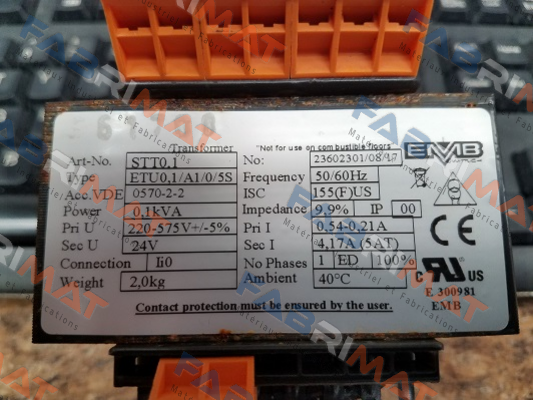 Transformer "Not for use on combustible floors EMB
Art-No. STT0,1 No: 23602301/08/17
Type ETU0,1/A1/0/5S Frequency 50/60Hz
Acc. VDE 0570-2-2 ISC 155(F)US
Power 0,1kVA Impedance 5,9% IP 00
Pri U 220-575V+/-5% Pri I 0,54-0,21A
Sec U 24V Sec I 4,17A (5AT) CE
Connection Ii0 No Phases 1 ED 100%
Weight 2,0kg Ambient 40°C C US
E 300981
EMB
Contact protection must be ensured by the user.
FABRIMAT